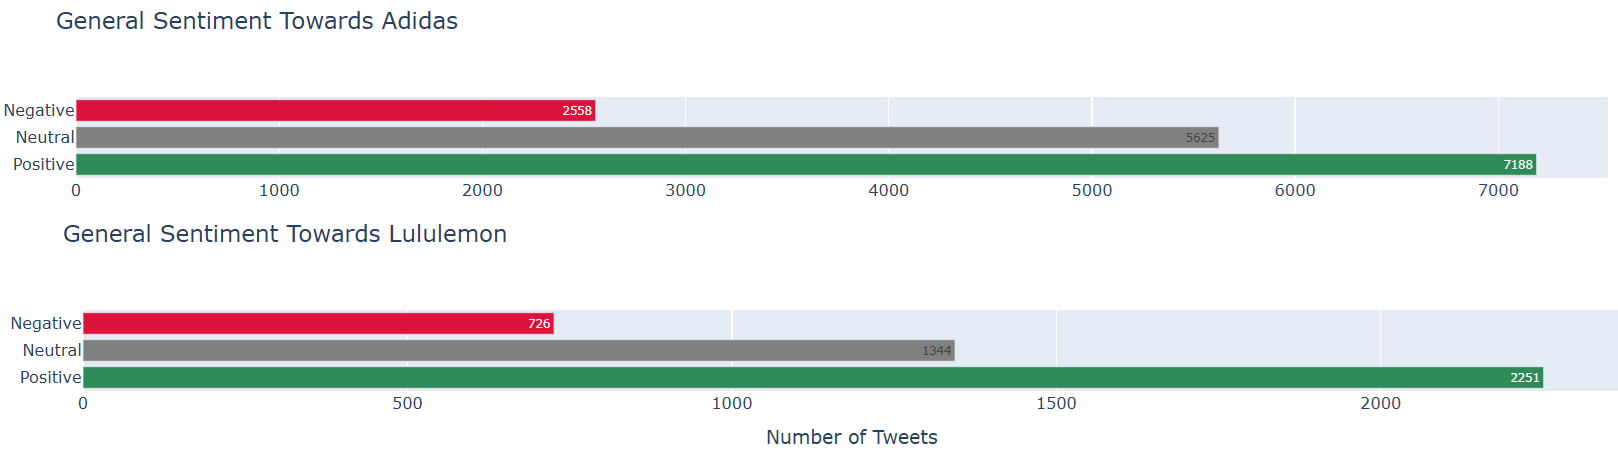 General Sentiment Towards Adidas
Negative 2558
Neutral 5625
Positive 7188
0 1000 2000 3000 4000 5000 6000 7000
General Sentiment Towards Lululemon
Negative 726
Neutral 1344
Positive 2251
0 500 1000 1500 2000
Number of Tweets